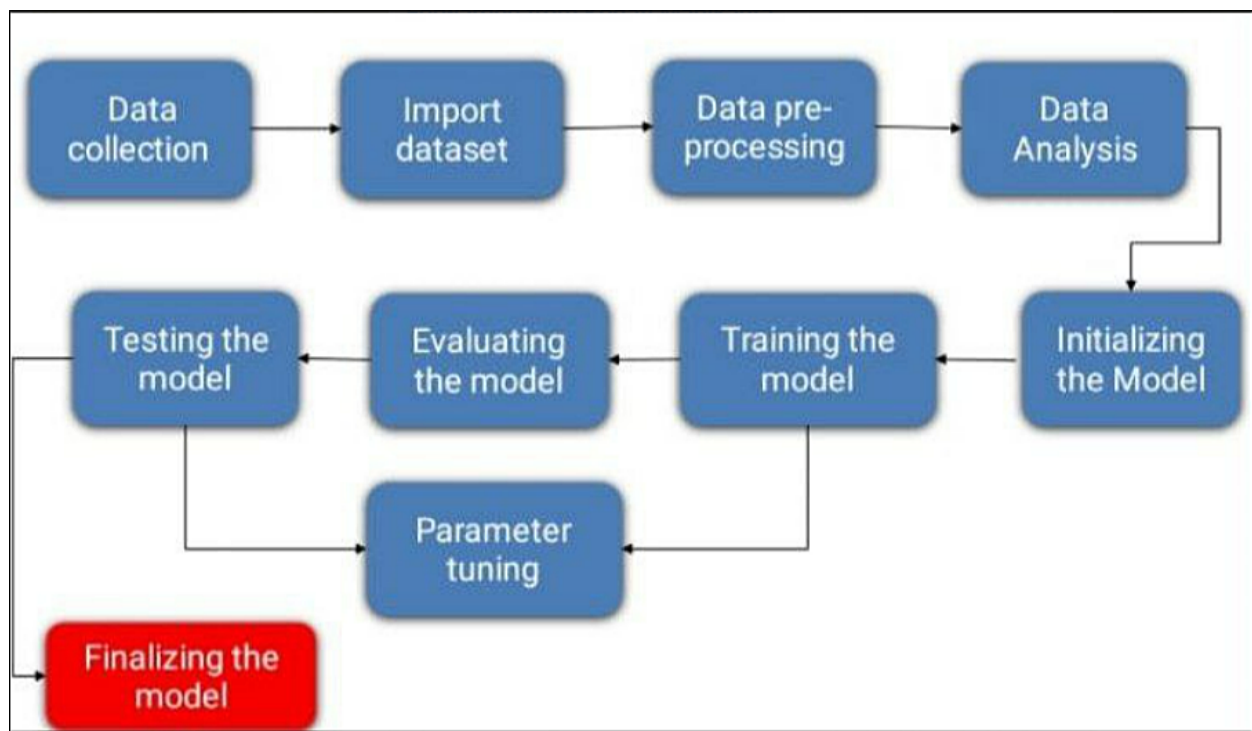 Data
collection
Import
dataset
Data pre-
processing
Data
Analysis
Initializing
the Model
Training the
model
Evaluating
the model
Testing the
model
Parameter
tuning
Finalizing the
model